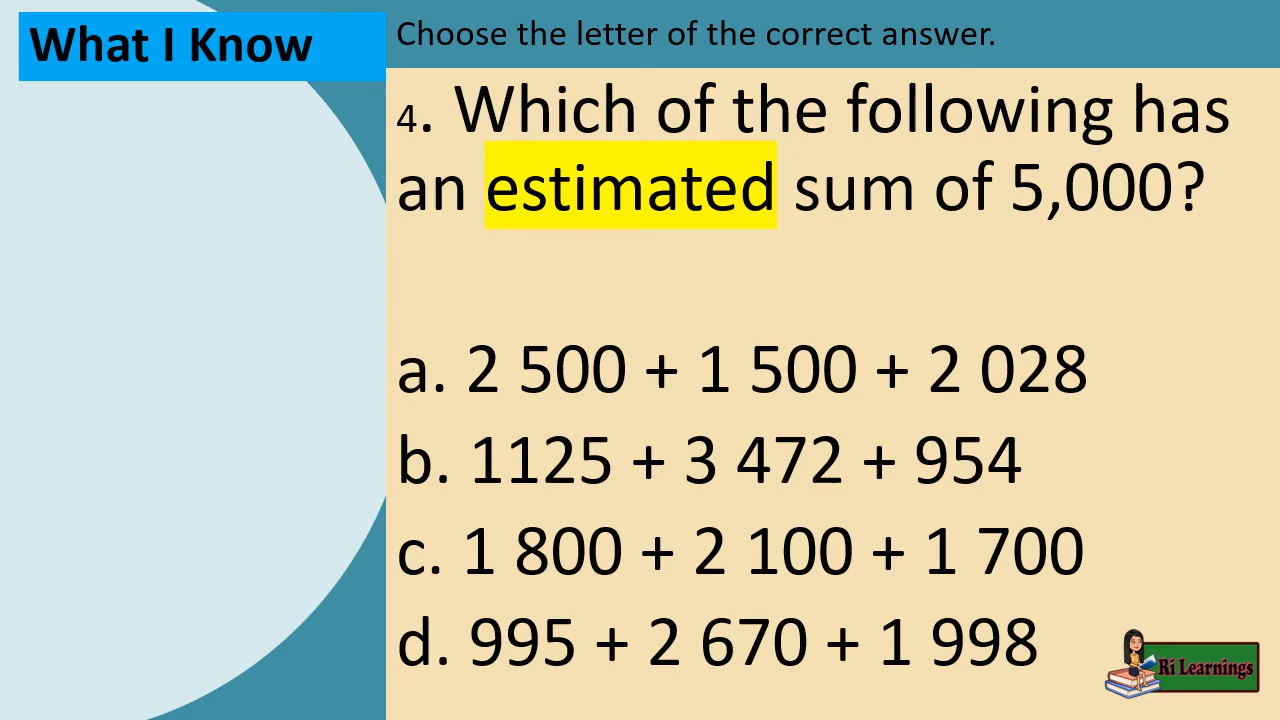 What I Know
Choose the letter of the correct answer.
4. Which of the following has
an estimated sum of 5,000?
a. 2 500 + 1 500 + 2 028
b. 1125 + 3 472 + 954
c. 1 800 + 2 100 + 1 700
d. 995 + 2 670 + 1 998
Ri Learnings